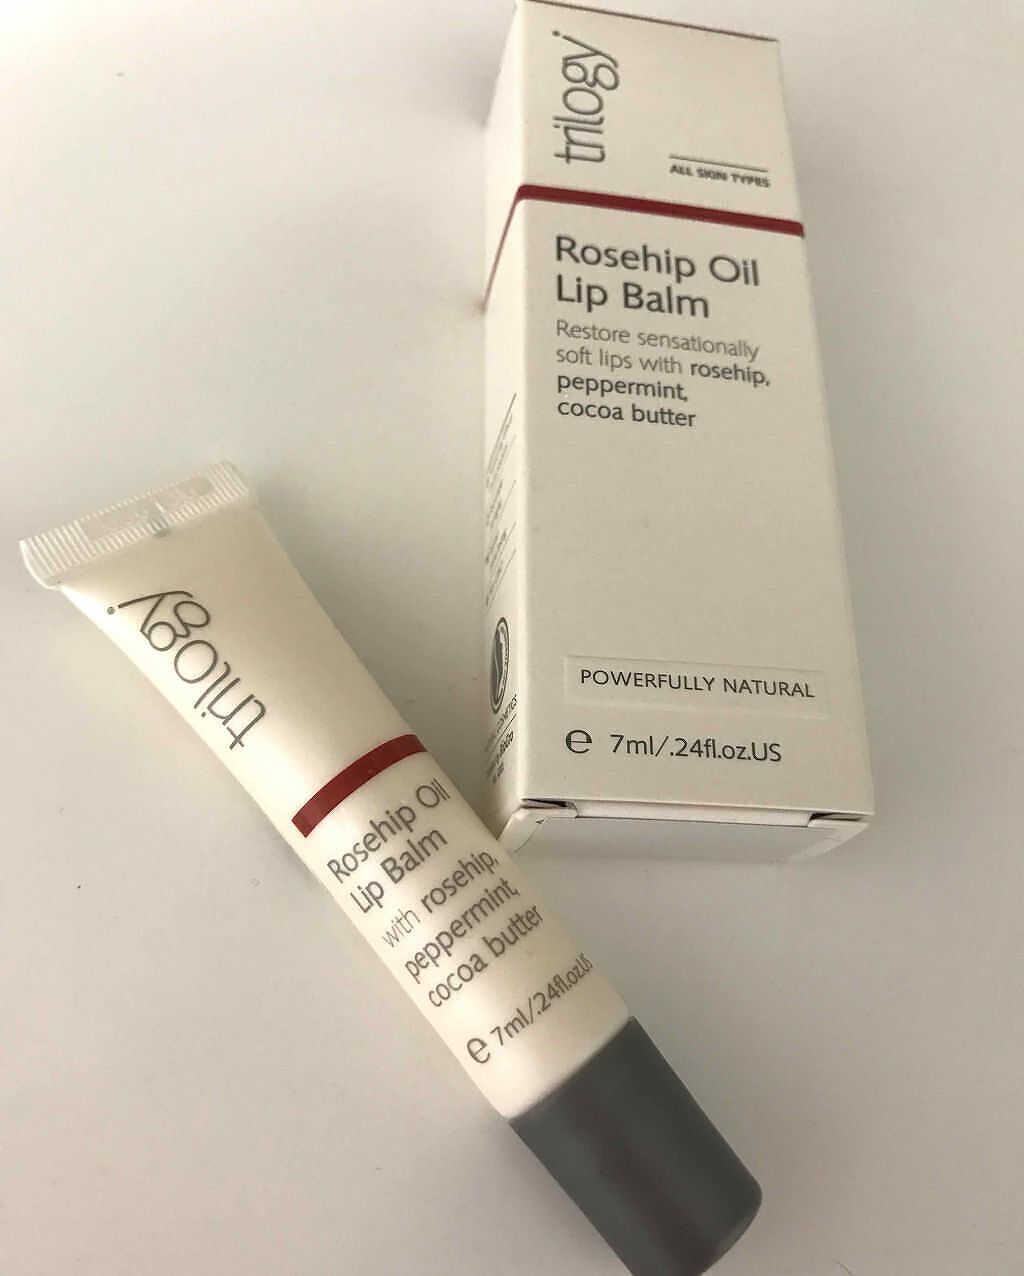 trilogy
ALL SKIN TYPES
Rosehip Oil
Lip Balm
Restore sensationally
soft lips with rosehip,
peppermint,
cocoa butter
POWERFULLY NATURAL
e 7ml/.24fl.oz.US
trilogy
Rosehip Oil
Lip Balm
with rosehip,
peppermint,
cocoa butter
e 7ml/.24fl.oz.US